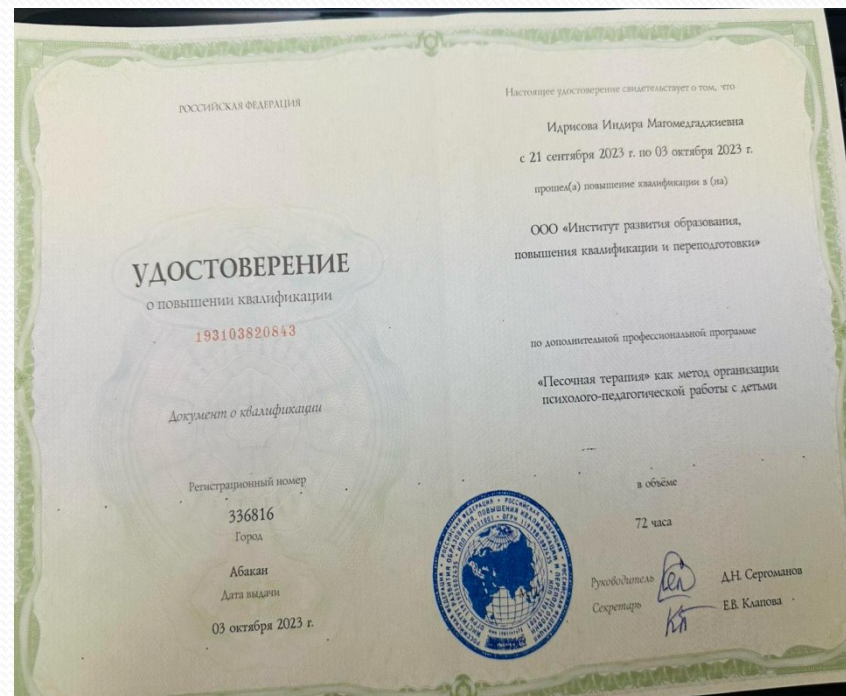 РОССИЙСКАЯ ФЕДЕРАЦИЯ
УДОСТОВЕРЕНИЕ
о повышении квалификации
193103820843
Документ о квалификации
Регистрационный номер
336816
Город
Абакан
Дата выдачи
03 октября 2023 г.
Настоящее удостоверение свидетельствует о том, что
Идрисова Индира Магомедгаджиевна
с 21 сентября 2023 г. по 03 октября 2023 г.
прошел(а) повышение квалификации в (на)
ООО «Институт развития образования,
повышения квалификации и переподготовки»
по дополнительной профессиональной программе
«Песочная терапия» как метод организации
психолого-педагогической работы с детьми
в объёме
72 часа
Руководитель Д.Н. Сергоманов
Секретарь Е.В. Клапова